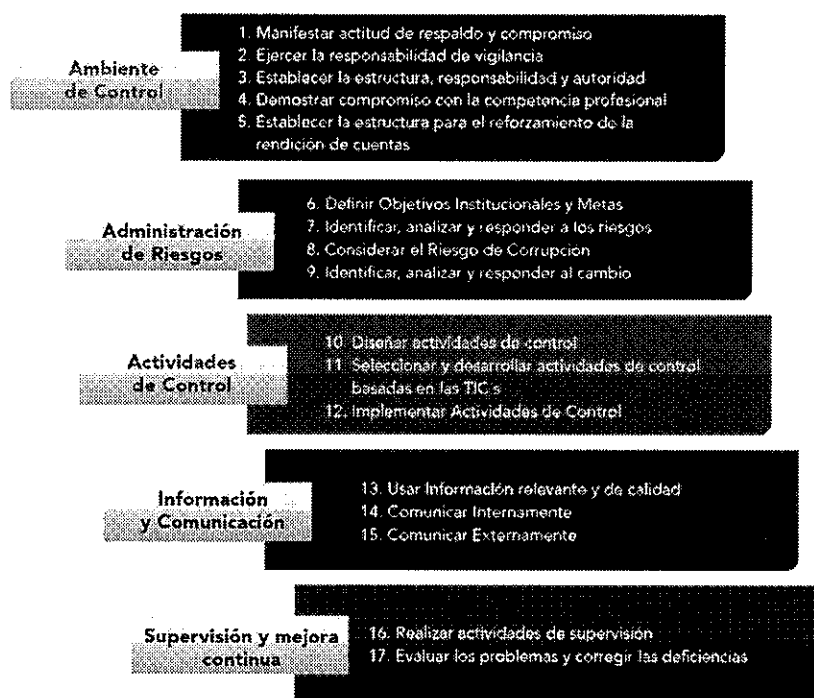 Ambiente
de Control
1. Manifestar actitud de respaldo y compromiso
2. Ejercer la responsabilidad de vigilancia
3. Establecer la estructura, responsabilidad y autoridad
4. Demostrar compromiso con la competencia profesional
5. Establecer la estructura para el reforzamiento de la
rendición de cuentas
Administración
de Riesgos
6. Definir Objetivos Institucionales y Metas
7. Identificar, analizar y responder a los riesgos
8. Considerar el Riesgo de Corrupción
9. Identificar, analizar y responder al cambio
Actividades
de Control
10. Diseñar actividades de control
11. Seleccionar y desarrollar actividades de control
basadas en las TIC's
12. Implementar Actividades de Control
Información
y Comunicación
13. Usar Información relevante y de calidad
14. Comunicar Internamente
15. Comunicar Externamente
Supervisión y mejora
continua
16. Realizar actividades de supervisión
17. Evaluar los problemas y corregir las deficiencias